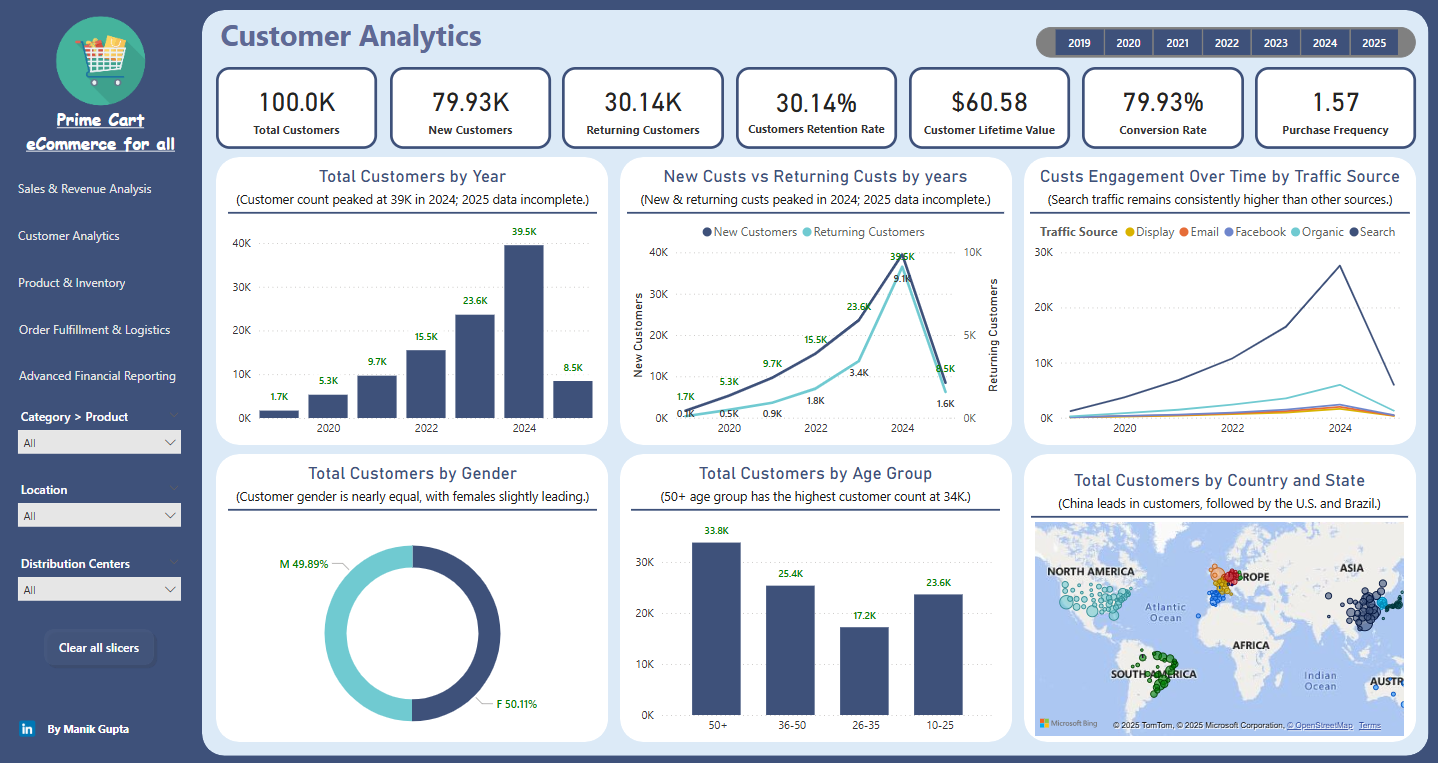 Prime Cart
eCommerce for all
Sales & Revenue Analysis
Customer Analytics
Product & Inventory
Order Fulfillment & Logistics
Advanced Financial Reporting
Category > Product
All
Location
All
Distribution Centers
All
Clear all slicers
in By Manik Gupta
Customer Analytics
2019 2020 2021 2022 2023 2024 2025
100.0K
Total Customers
79.93K
New Customers
30.14K
Returning Customers
30.14%
Customers Retention Rate
$60.58
Customer Lifetime Value
79.93%
Conversion Rate
1.57
Purchase Frequency
Total Customers by Year
(Customer count peaked at 39K in 2024; 2025 data incomplete.)
40K
30K
20K
10K
0K
1.7K
5.3K
9.7K
15.5K
23.6K
39.5K
8.5K
2020 2022 2024
New Custs vs Returning Custs by years
(New & returning custs peaked in 2024; 2025 data incomplete.)
New Customers Returning Customers
New Customers
40K
30K
20K
10K
0K
1.7K
5.3K
9.7K
15.5K
23.6K
39.5K
8.5K
0.1K
0.5K
0.9K
1.8K
3.4K
9.1K
1.6K
10K
5K
0K
Returning Customers
2020 2022 2024
Custs Engagement Over Time by Traffic Source
(Search traffic remains consistently higher than other sources.)
Traffic Source Display Email Facebook Organic Search
30K
20K
10K
0K
2020 2022 2024
Total Customers by Gender
(Customer gender is nearly equal, with females slightly leading.)
M 49.89%
F 50.11%
Total Customers by Age Group
(50+ age group has the highest customer count at 34K.)
30K
20K
10K
0K
33.8K
25.4K
17.2K
23.6K
50+ 36-50 26-35 10-25
Total Customers by Country and State
(China leads in customers, followed by the U.S. and Brazil.)
NORTH AMERICA
ROPE
ASIA
Atlantic
Ocean
AFRICA
SOUTH AMERICA
Indian
Ocean
AUSTR
Microsoft Bing
© 2025 TomTom, © 2025 Microsoft Corporation, © OpenStreetMap Terms